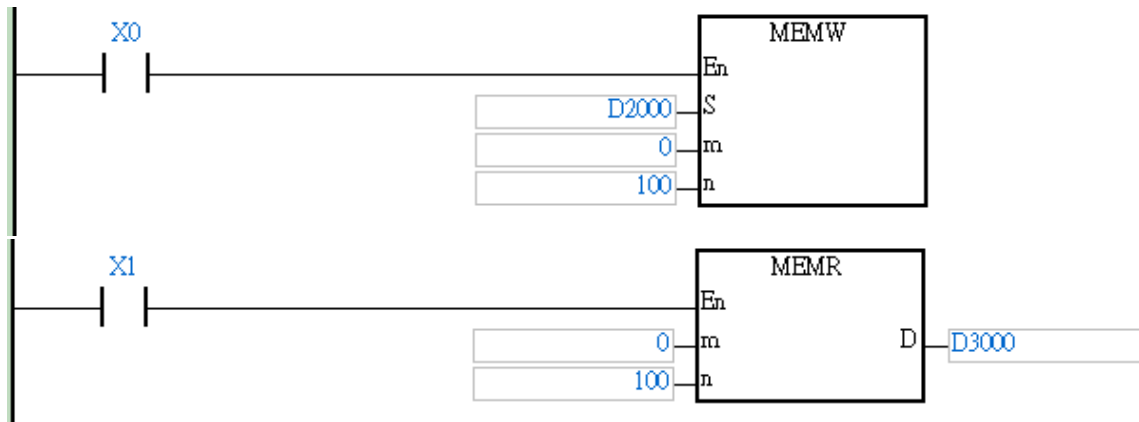 X0
MEMW
En
D2000 S
0 m
100 n
X1
MEMR
En
0 m D D3000
100 n